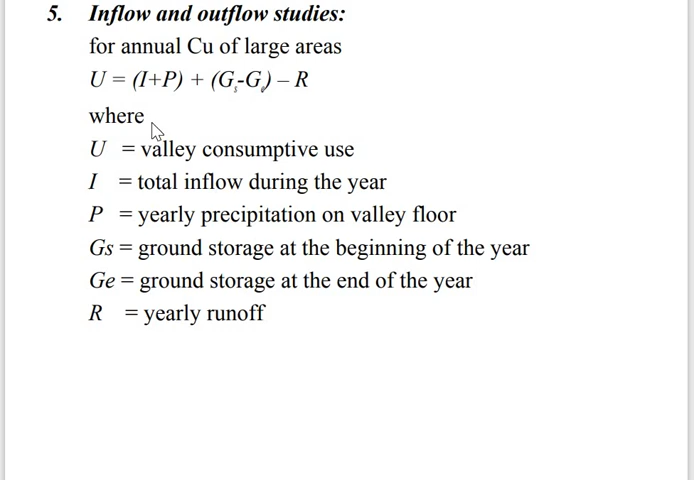 5. Inflow and outflow studies:
for annual Cu of large areas
U = (I+P) + (Gs-Ge) – R
where
U = valley consumptive use
I = total inflow during the year
P = yearly precipitation on valley floor
Gs = ground storage at the beginning of the year
Ge = ground storage at the end of the year
R = yearly runoff